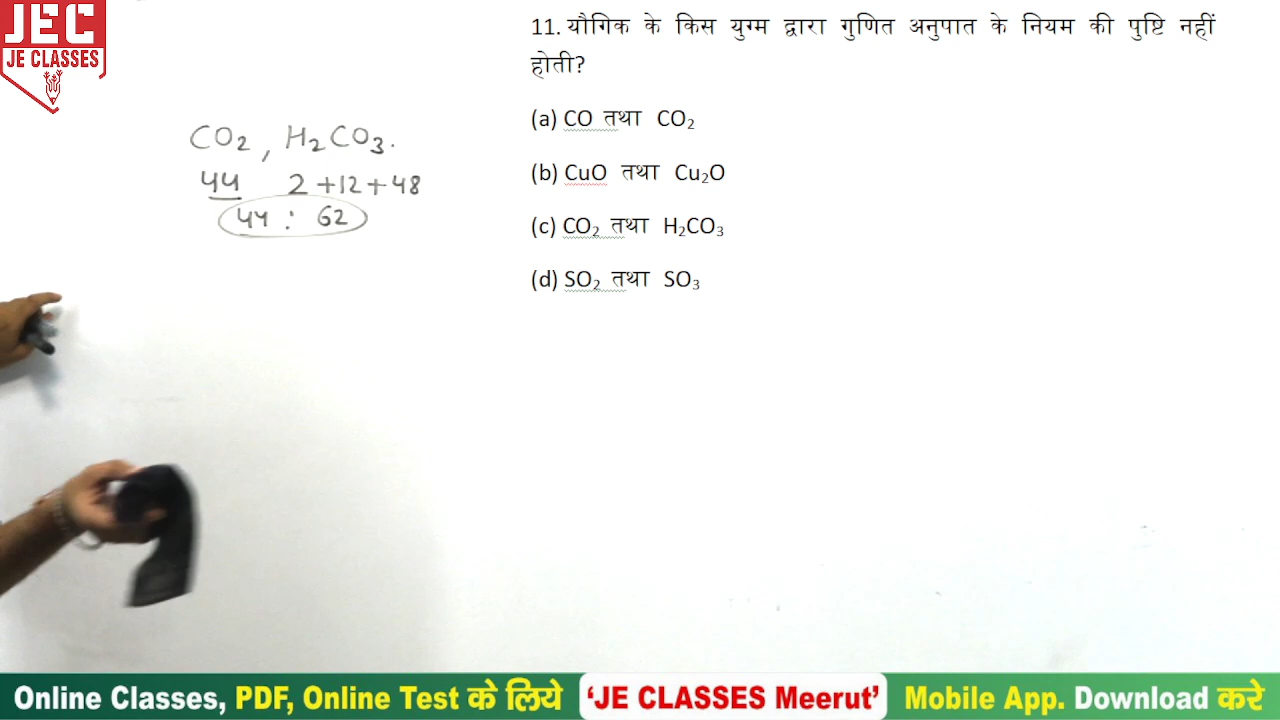 JEC
JE CLASSES
11. यौगिक के किस युग्म द्वारा गुणित अनुपात के नियम की पुष्टि नहीं
होती?
(a) CO तथा CO₂
(b) CuO तथा Cu₂O
(c) CO₂ तथा H₂CO₃
(d) SO₂ तथा SO₃
CO₂, H₂CO₃.
44 2+12+48
44 : 62
Online Classes, PDF, Online Test के लिये 'JE CLASSES Meerut' Mobile App. Download करे